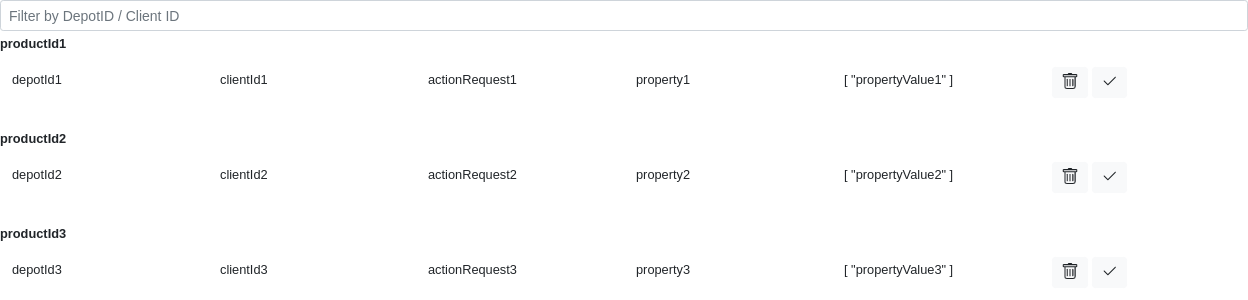 Filter by DepotID / Client ID
productId1
depotId1 clientId1 actionRequest1 property1 [ "propertyValue1" ]
productId2
depotId2 clientId2 actionRequest2 property2 [ "propertyValue2" ]
productId3
depotId3 clientId3 actionRequest3 property3 [ "propertyValue3" ]